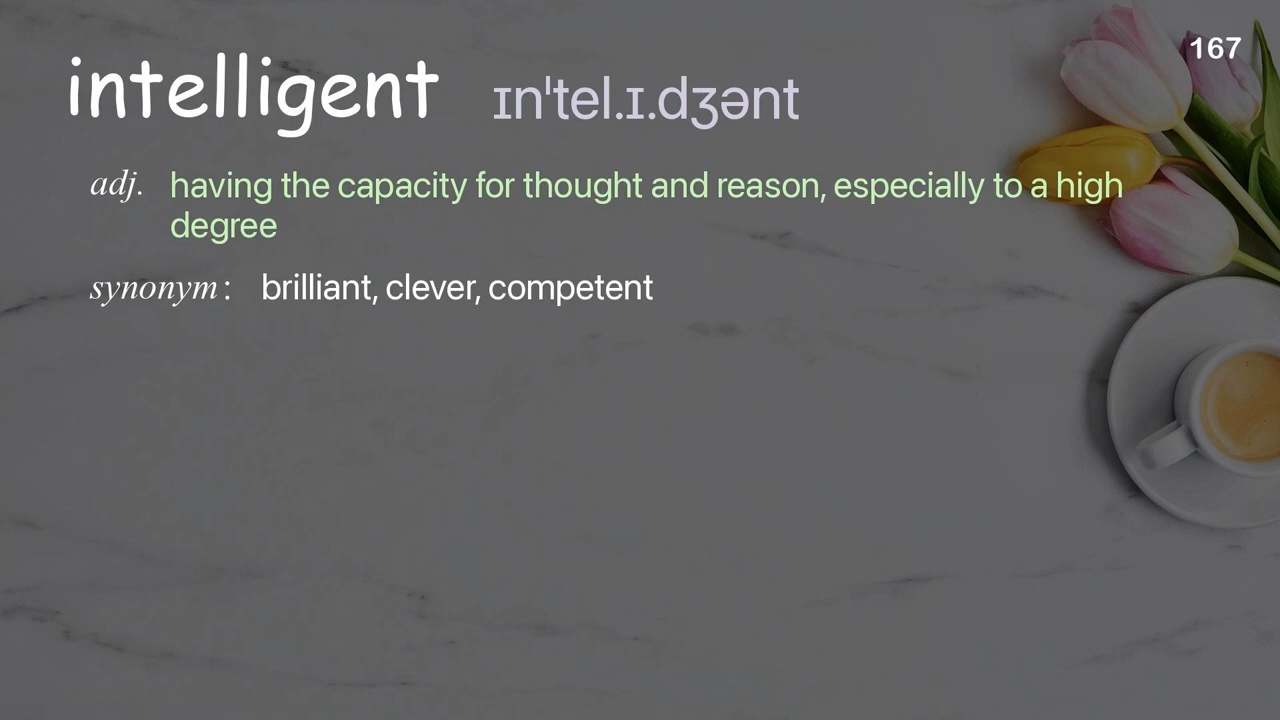 167
intelligent ɪnˈtel.ɪ.dʒənt
adj. having the capacity for thought and reason, especially to a high
degree
synonym : brilliant, clever, competent